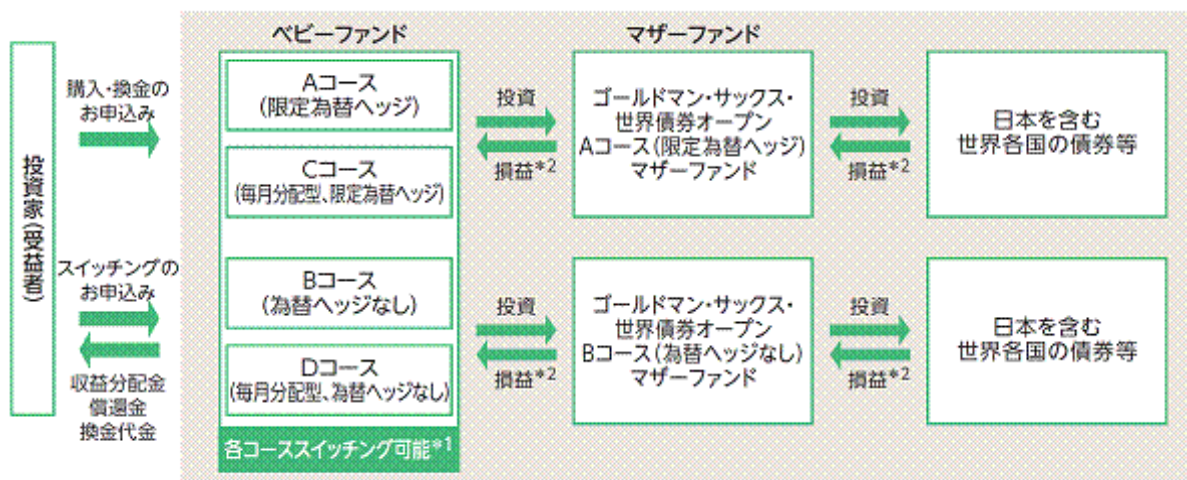 投資家(受益者)
購入・換金の
お申込み
スイッチングの
お申込み
収益分配金
償還金
換金代金
ベビーファンド
Aコース
(限定為替ヘッジ)
Cコース
(毎月分配型、限定為替ヘッジ)
Bコース
(為替ヘッジなし)
Dコース
(毎月分配型、為替ヘッジなし)
各コーススイッチング可能*1
投資
損益*2
投資
損益*2
マザーファンド
ゴールドマン・サックス・
世界債券オープン
Aコース(限定為替ヘッジ)
マザーファンド
ゴールドマン・サックス・
世界債券オープン
Bコース(為替ヘッジなし)
マザーファンド
投資
損益*2
投資
損益*2
日本を含む
世界各国の債券等
日本を含む
世界各国の債券等